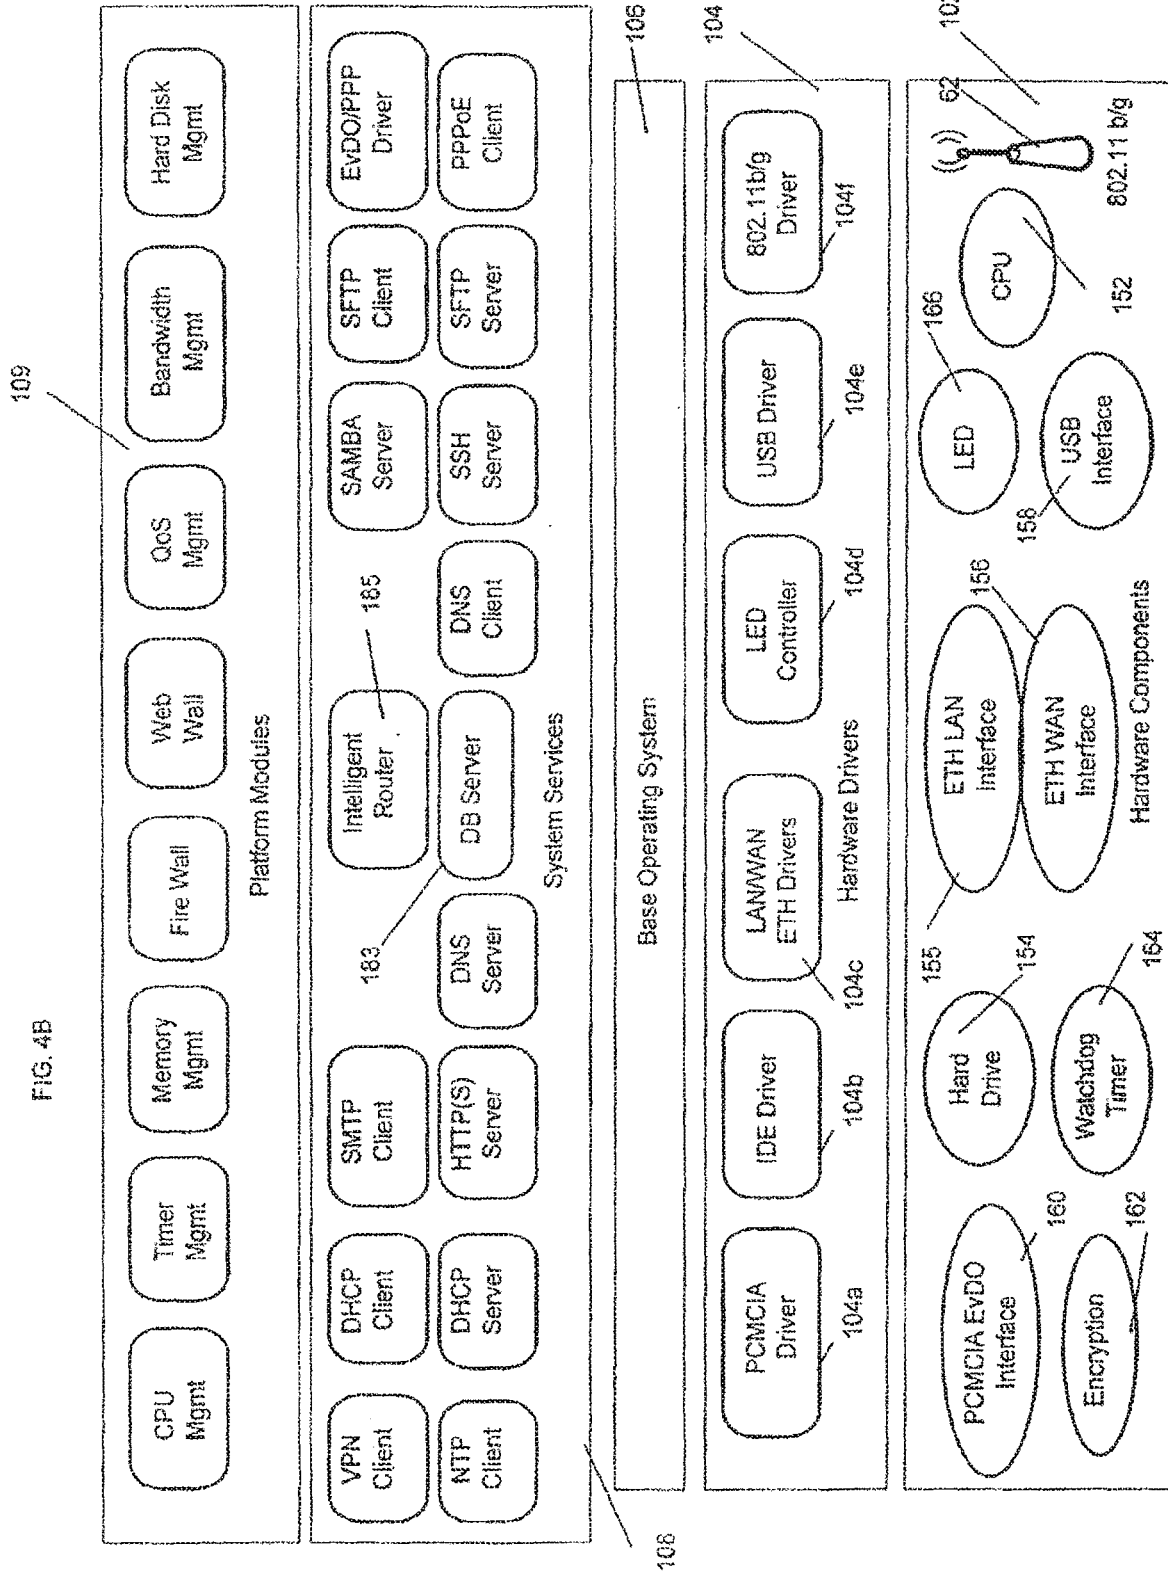 FIG. 4B
109
CPU
Mgmt
Timer
Mgmt
Memory
Mgmt
Fire Wall
Web
Wall
QoS
Mgmt
Bandwidth
Mgmt
Hard Disk
Mgmt
Platform Modules
VPN
Client
DHCP
Client
SMTP
Client
183
Intelligent
Router
185
SAMBA
Server
SFTP
Client
EvDO/PPP
Driver
NTP
Client
DHCP
Server
HTTP(S)
Server
DNS
Server
DB Server
DNS
Client
SSH
Server
SFTP
Server
PPPoE
Client
System Services
108
106
Base Operating System
104
PCMCIA
Driver
IDE Driver
LAN/WAN
ETH Drivers
LED
Controller
USB Driver
802.11b/g
Driver
104a
104b
104c
104d
104e
104f
Hardware Drivers
155
166
62
PCMCIA EvDO
Interface
Hard
Drive
154
ETH LAN
Interface
156
LED
CPU
160
158
Encryption
Watchdog
Timer
ETH WAN
Interface
USB
Interface
152
802.11 b/g
162
164
Hardware Components